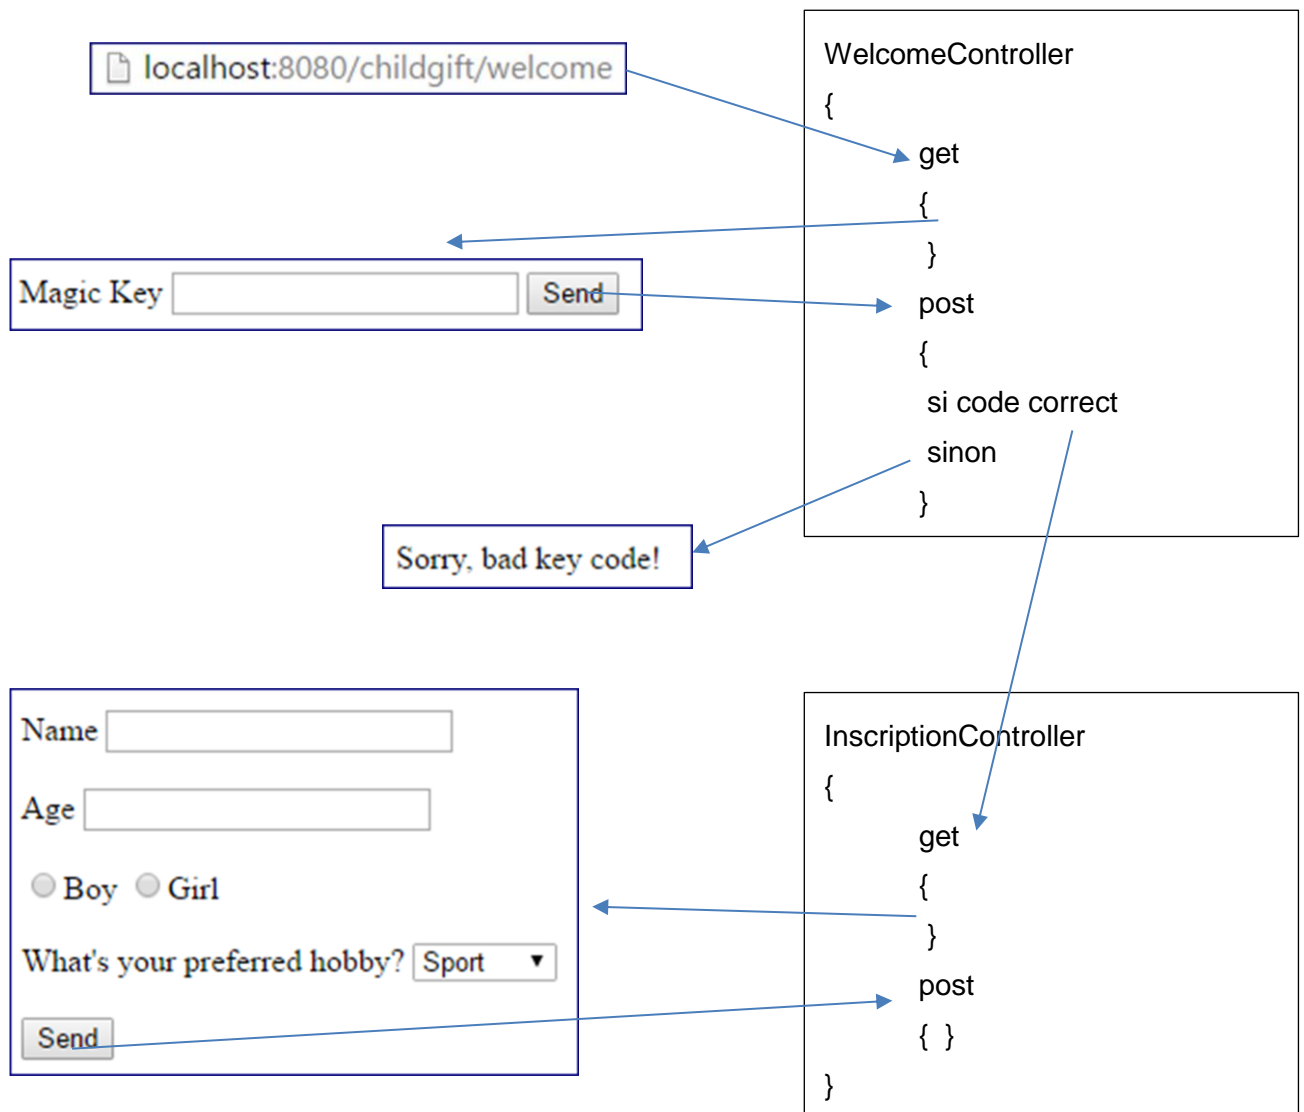 localhost:8080/childgift/welcome
WelcomeController
{
get
{
}
Magic Key Send
post
{
si code correct
sinon
}
Sorry, bad key code!
Name
Age
Boy Girl
What's your preferred hobby? Sport
Send
InscriptionController
{
get
{
}
post
{ }
}